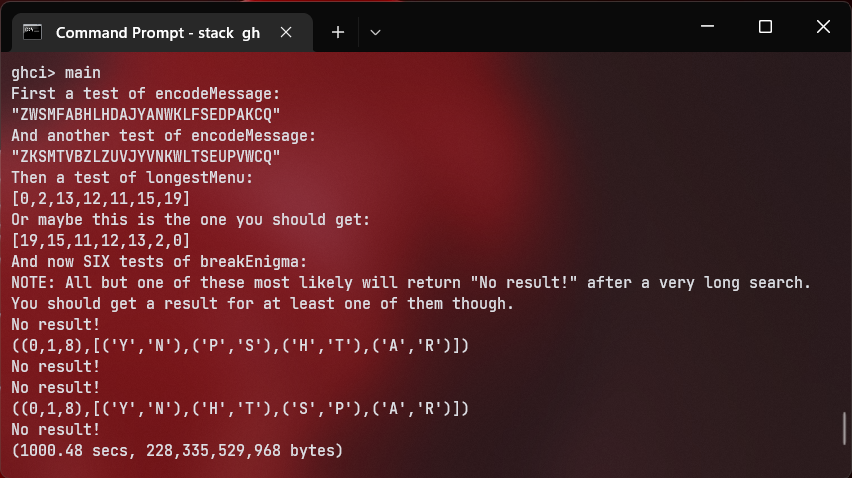 Command Prompt - stack gh
ghci> main
First a test of encodeMessage:
"ZWSMFABHLHDAJYANWKLFSEDPAKCQ"
And another test of encodeMessage:
"ZKSMTVBZLZUVJYVNKWLTSEUPVWCQ"
Then a test of longestMenu:
[0,2,13,12,11,15,19]
Or maybe this is the one you should get:
[19,15,11,12,13,2,0]
And now SIX tests of breakEnigma:
NOTE: All but one of these most likely will return "No result!" after a very long search.
You should get a result for at least one of them though.
No result!
((0,1,8),[('Y','N'),('P','S'),('H','T'),('A','R')])
No result!
No result!
((0,1,8),[('Y','N'),('H','T'),('S','P'),('A','R')])
No result!
(1000.48 secs, 228,335,529,968 bytes)